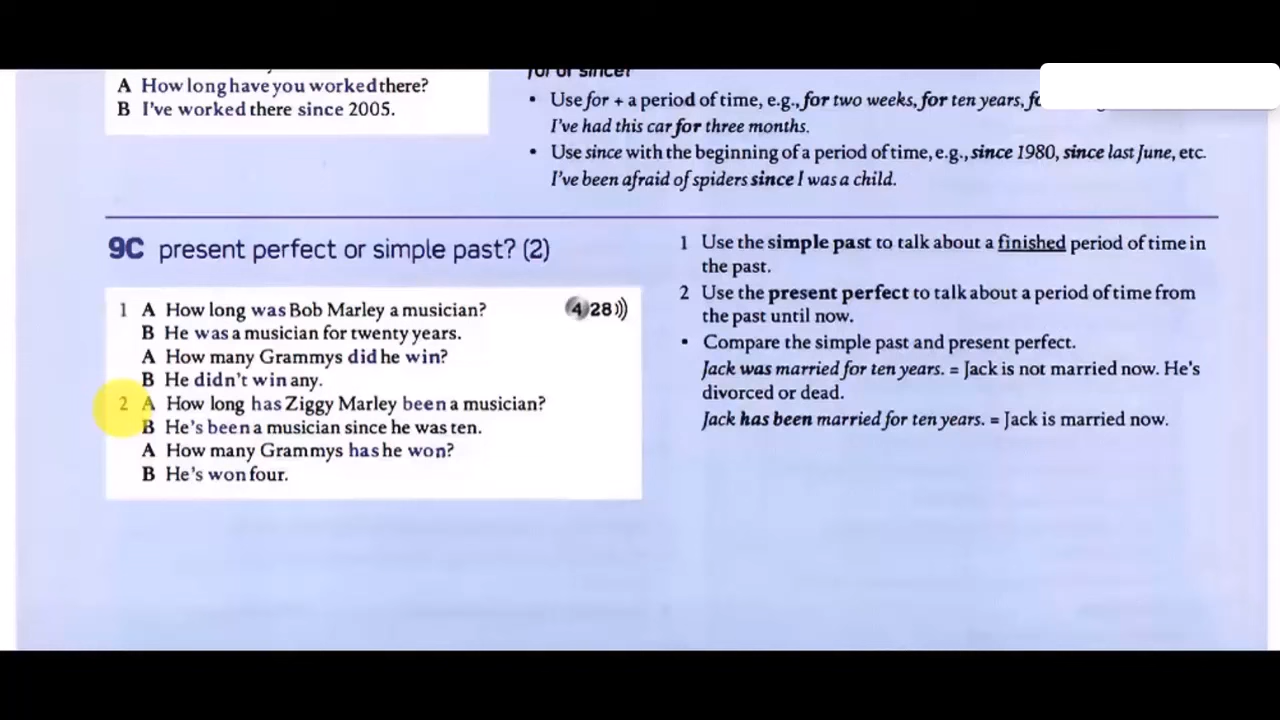 A How long have you worked there?
B I've worked there since 2005.
for or since?
• Use for + a period of time, e.g., for two weeks, for ten years,
I've had this car for three months.
• Use since with the beginning of a period of time, e.g., since 1980, since last June, etc.
I've been afraid of spiders since I was a child.
9C present perfect or simple past? (2)
1 A How long was Bob Marley a musician? 4 28))
B He was a musician for twenty years.
A How many Grammys did he win?
B He didn't win any.
2 A How long has Ziggy Marley been a musician?
B He's been a musician since he was ten.
A How many Grammys has he won?
B He's won four.
1 Use the simple past to talk about a finished period of time in
the past.
2 Use the present perfect to talk about a period of time from
the past until now.
• Compare the simple past and present perfect.
Jack was married for ten years. = Jack is not married now. He's
divorced or dead.
Jack has been married for ten years. = Jack is married now.